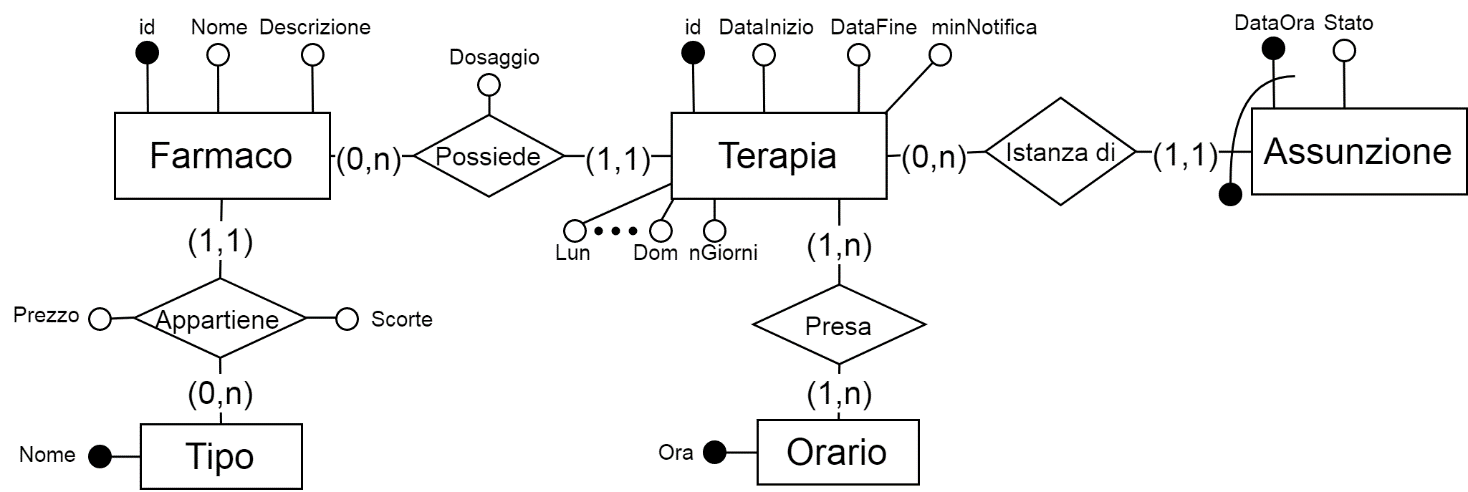 id
Nome
Descrizione
Dosaggio
id
DataInizio
DataFine
minNotifica
DataOra
Stato
Farmaco
(0,n)
Possiede
(1,1)
Terapia
(0,n)
Istanza di
(1,1)
Assunzione
Lun
Dom
nGiorni
(1,1)
(1,n)
Prezzo
Appartiene
Scorte
Presa
(0,n)
(1,n)
Nome
Tipo
Ora
Orario